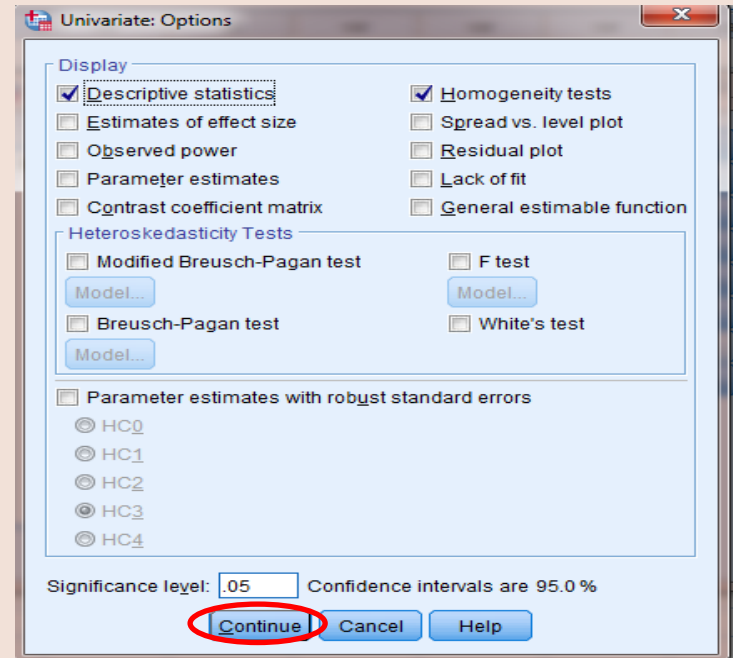 Univariate: Options
Display
Descriptive statistics
Homogeneity tests
Estimates of effect size
Spread vs. level plot
Observed power
Residual plot
Parameter estimates
Lack of fit
Contrast coefficient matrix
General estimable function
Heteroskedasticity Tests
Modified Breusch-Pagan test
F test
Model...
Model...
Breusch-Pagan test
White's test
Model...
Parameter estimates with robust standard errors
HC0
HC1
HC2
HC3
HC4
Significance level: .05 Confidence intervals are 95.0 %
Continue Cancel Help